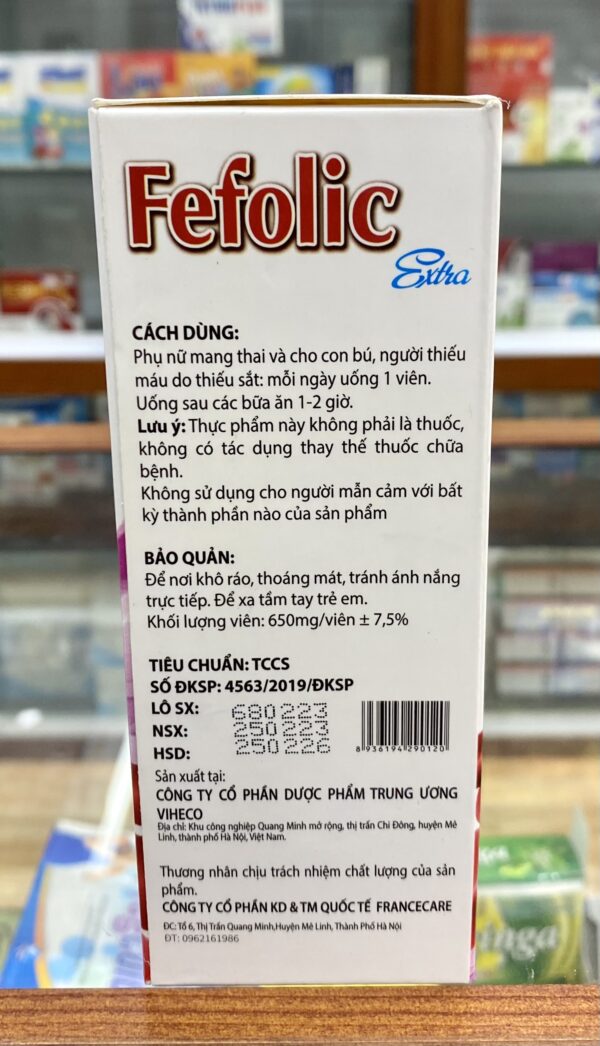 Fefolic
Extra
CÁCH DÙNG:
Phụ nữ mang thai và cho con bú, người thiếu
máu do thiếu sắt: mỗi ngày uống 1 viên.
Uống sau các bữa ăn 1-2 giờ.
Lưu ý: Thực phẩm này không phải là thuốc,
không có tác dụng thay thế thuốc chữa
bệnh.
Không sử dụng cho người mẫn cảm với bất
kỳ thành phần nào của sản phẩm
BẢO QUẢN:
Để nơi khô ráo, thoáng mát, tránh ánh nắng
trực tiếp. Để xa tầm tay trẻ em.
Khối lượng viên: 650mg/viên ± 7,5%
TIÊU CHUẨN: TCCS
SỐ ĐKSP: 4563/2019/ĐKSP
LÔ SX: 680223
NSX: 250223
HSD: 250226
8 936194 290120
Sản xuất tại:
CÔNG TY CỔ PHẦN DƯỢC PHẨM TRUNG ƯƠNG
VIHECO
Địa chỉ: Khu công nghiệp Quang Minh mở rộng, thị trấn Chi Đông, huyện Mê
Linh, thành phố Hà Nội, Việt Nam.
Thương nhân chịu trách nhiệm chất lượng của sản
phẩm.
CÔNG TY CỔ PHẦN KD & TM QUỐC TẾ FRANCECARE
ĐC: Tổ 6, Thị Trấn Quang Minh,Huyện Mê Linh, Thành Phố Hà Nội
ĐT: 0962161986